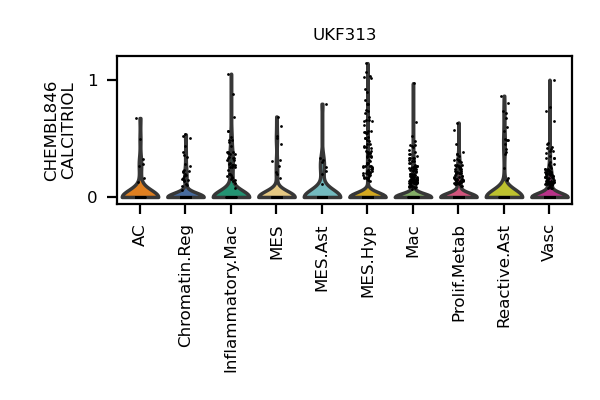 UKF313
CHEMBL846
CALCITRIOL
1
0
AC
Chromatin.Reg
Inflammatory.Mac
MES
MES.Ast
MES.Hyp
Mac
Prolif.Metab
Reactive.Ast
Vasc